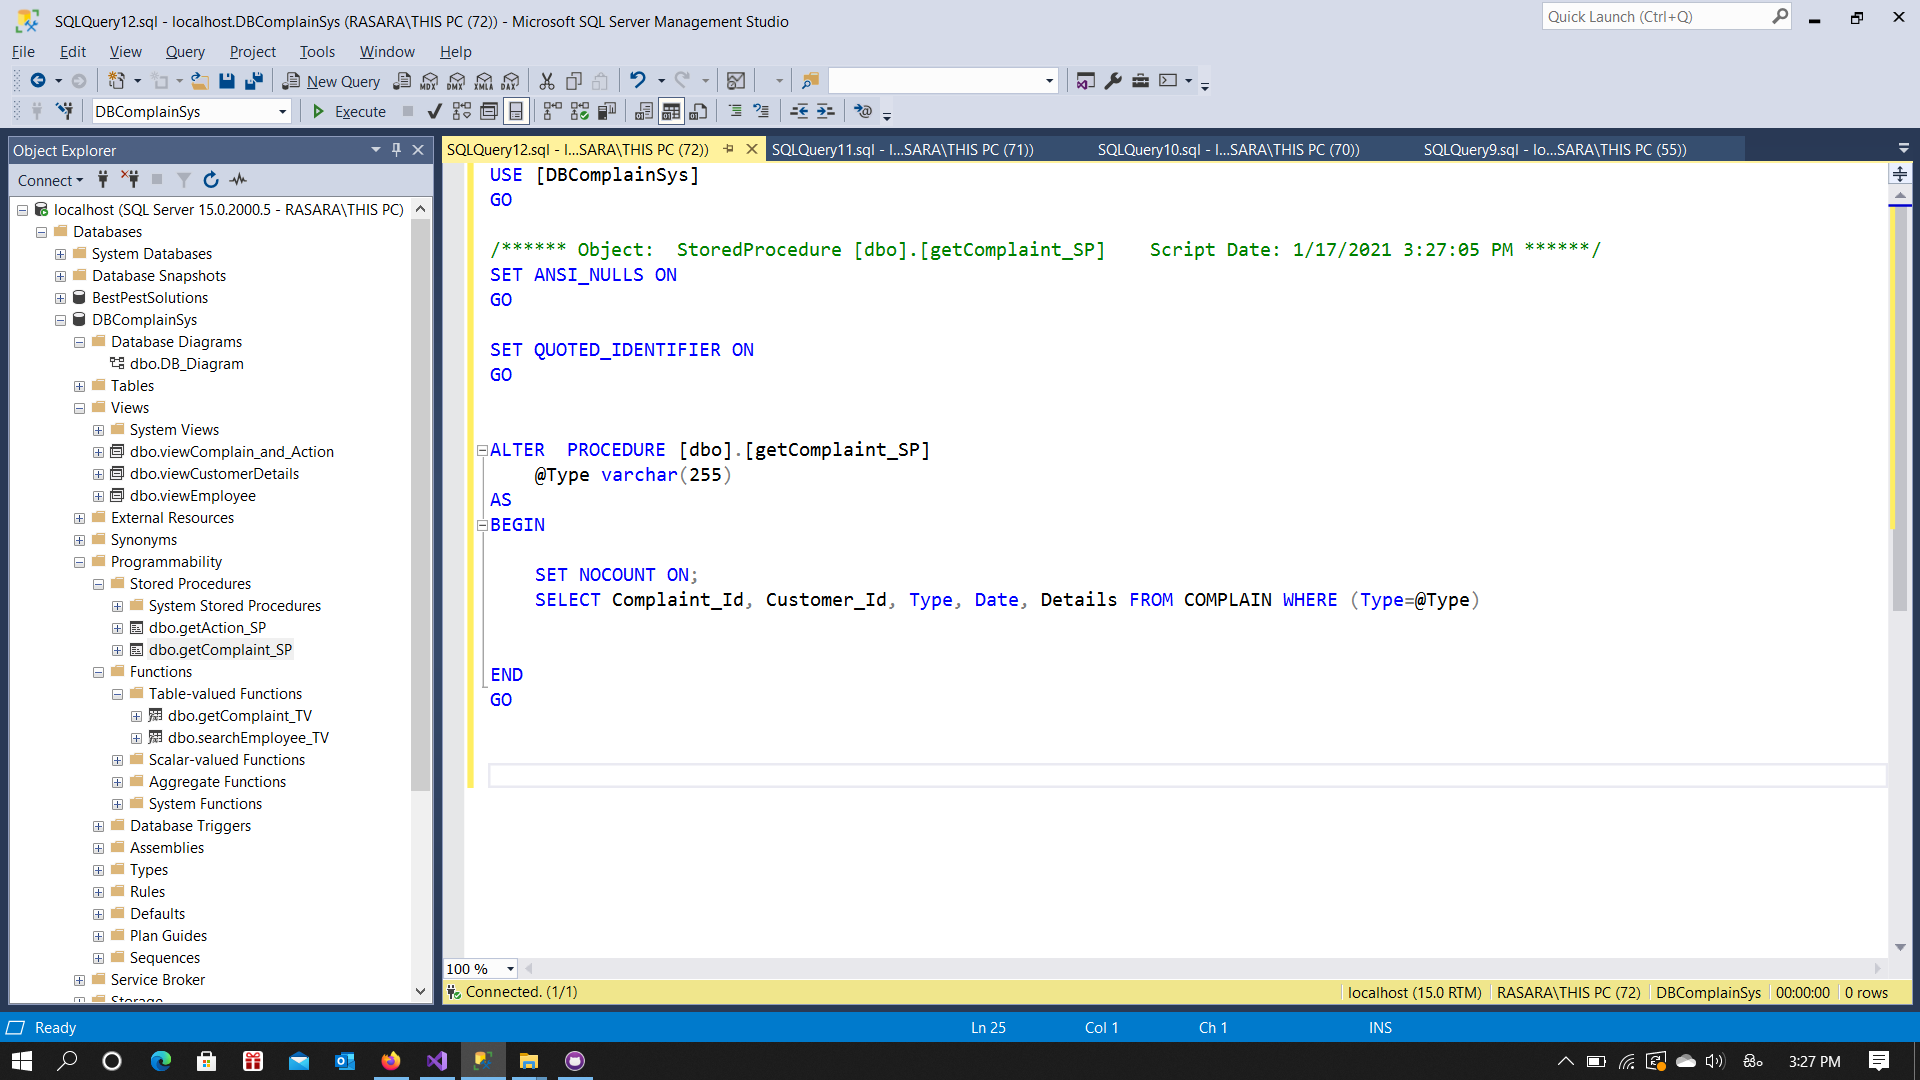 SQLQuery12.sql - localhost.DBComplainSys (RASARA\THIS PC (72)) - Microsoft SQL Server Management Studio
Quick Launch (Ctrl+Q)
File Edit View Query Project Tools Window Help
New Query MDX DMX XMLA DAX
DBComplainSys Execute
Object Explorer
Connect
localhost (SQL Server 15.0.2000.5 - RASARA\THIS PC)
Databases
System Databases
Database Snapshots
BestPestSolutions
DBComplainSys
Database Diagrams
dbo.DB_Diagram
Tables
Views
System Views
dbo.viewComplain_and_Action
dbo.viewCustomerDetails
dbo.viewEmployee
External Resources
Synonyms
Programmability
Stored Procedures
System Stored Procedures
dbo.getAction_SP
dbo.getComplaint_SP
Functions
Table-valued Functions
dbo.getComplaint_TV
dbo.searchEmployee_TV
Scalar-valued Functions
Aggregate Functions
System Functions
Database Triggers
Assemblies
Types
Rules
Defaults
Plan Guides
Sequences
Service Broker
Storage
SQLQuery12.sql - l...SARA\THIS PC (72)) SQLQuery11.sql - l...SARA\THIS PC (71)) SQLQuery10.sql - l...SARA\THIS PC (70)) SQLQuery9.sql - lo...SARA\THIS PC (55))
USE [DBComplainSys]
GO
/****** Object:  StoredProcedure [dbo].[getComplaint_SP]    Script Date: 1/17/2021 3:27:05 PM ******/
SET ANSI_NULLS ON
GO
SET QUOTED_IDENTIFIER ON
GO
ALTER  PROCEDURE [dbo].[getComplaint_SP]
@Type varchar(255)
AS
BEGIN
SET NOCOUNT ON;
SELECT Complaint_Id, Customer_Id, Type, Date, Details FROM COMPLAIN WHERE (Type=@Type)
END
GO
100 %
Connected. (1/1) localhost (15.0 RTM) RASARA\THIS PC (72) DBComplainSys 00:00:00 0 rows
Ready Ln 25 Col 1 Ch 1 INS
3:27 PM